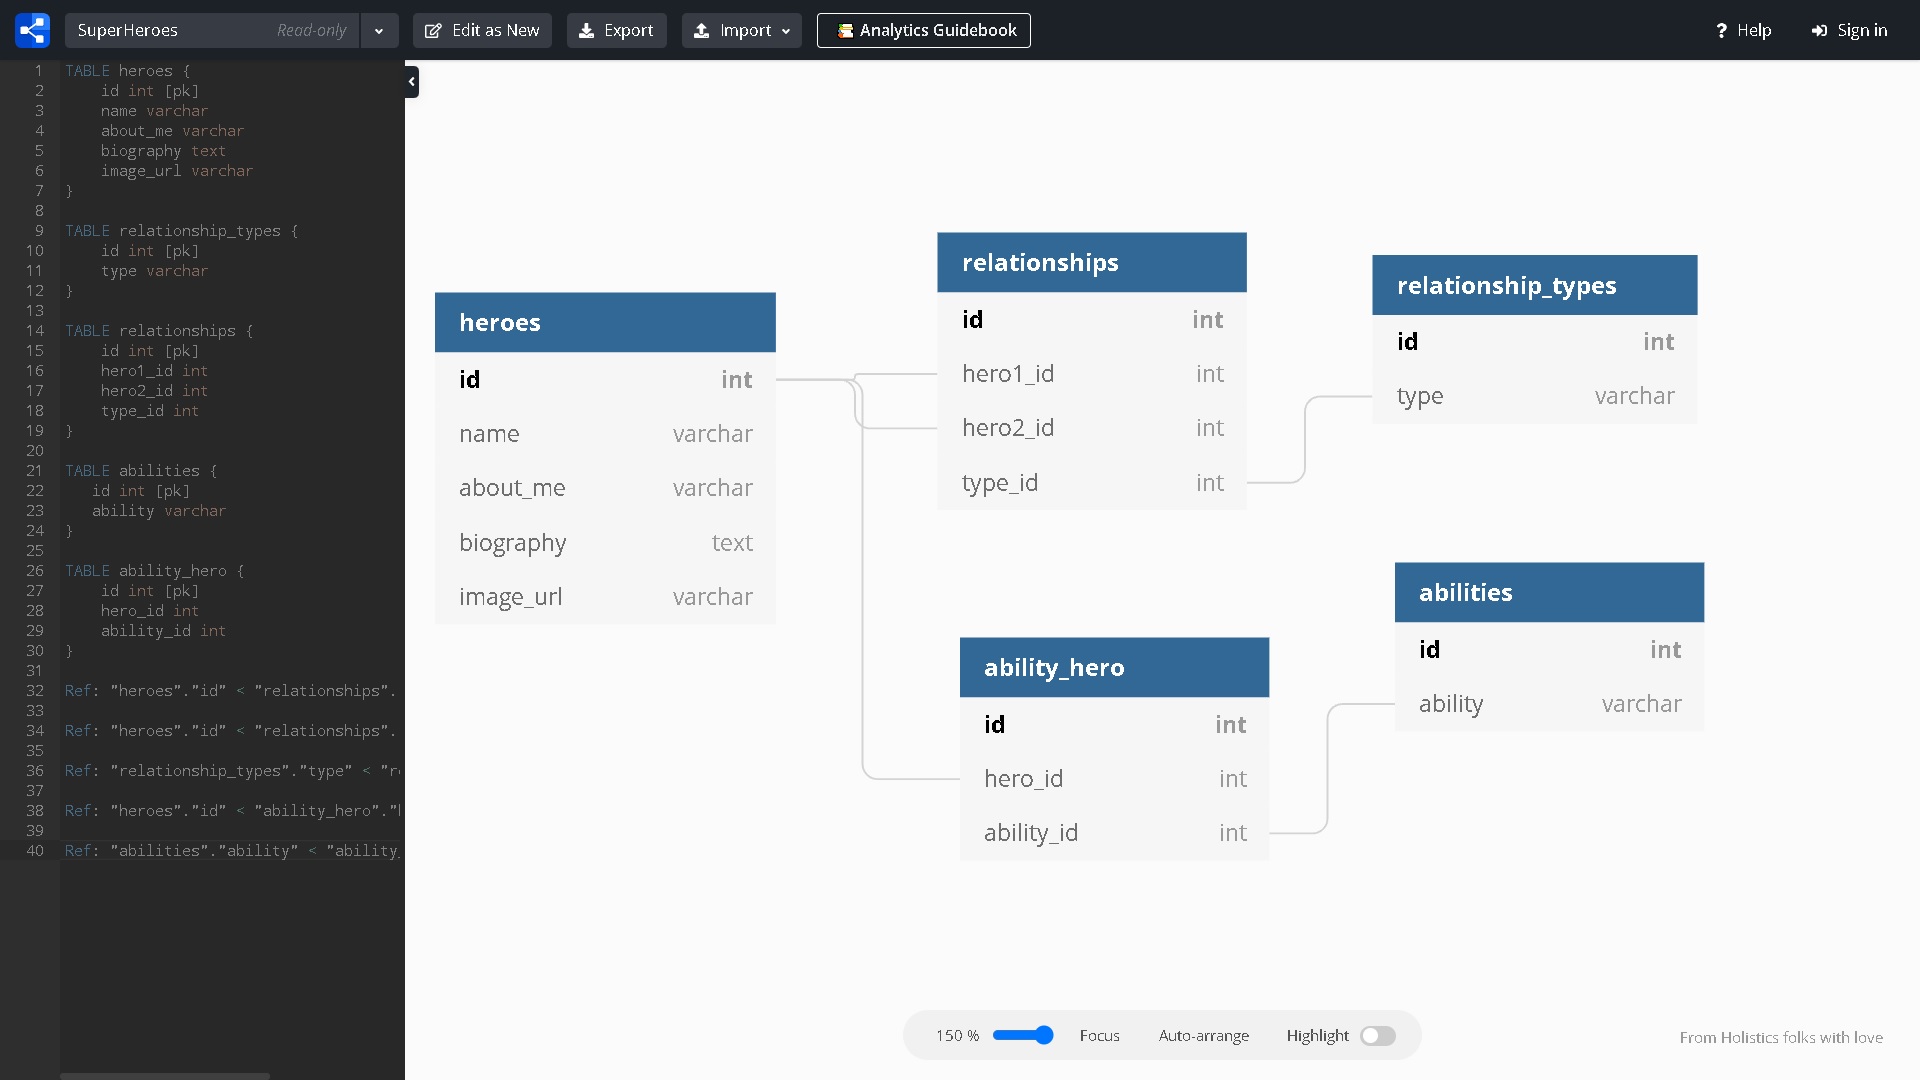 SuperHeroes Read-only
Edit as New
Export
Import
Analytics Guidebook
? Help
Sign in
1 TABLE heroes {
2 id int [pk]
3 name varchar
4 about_me varchar
5 biography text
6 image_url varchar
7 }
8
9 TABLE relationship_types {
10 id int [pk]
11 type varchar
12 }
13
14 TABLE relationships {
15 id int [pk]
16 hero1_id int
17 hero2_id int
18 type_id int
19 }
20
21 TABLE abilities {
22 id int [pk]
23 ability varchar
24 }
25
26 TABLE ability_hero {
27 id int [pk]
28 hero_id int
29 ability_id int
30 }
31
32 Ref: "heroes"."id" < "relationships".
33
34 Ref: "heroes"."id" < "relationships".
35
36 Ref: "relationship_types"."type" < "r
37
38 Ref: "heroes"."id" < "ability_hero"."
39
40 Ref: "abilities"."ability" < "ability_
heroes
id int
name varchar
about_me varchar
biography text
image_url varchar
relationships
id int
hero1_id int
hero2_id int
type_id int
relationship_types
id int
type varchar
ability_hero
id int
hero_id int
ability_id int
abilities
id int
ability varchar
150 % Focus Auto-arrange Highlight
From Holistics folks with love